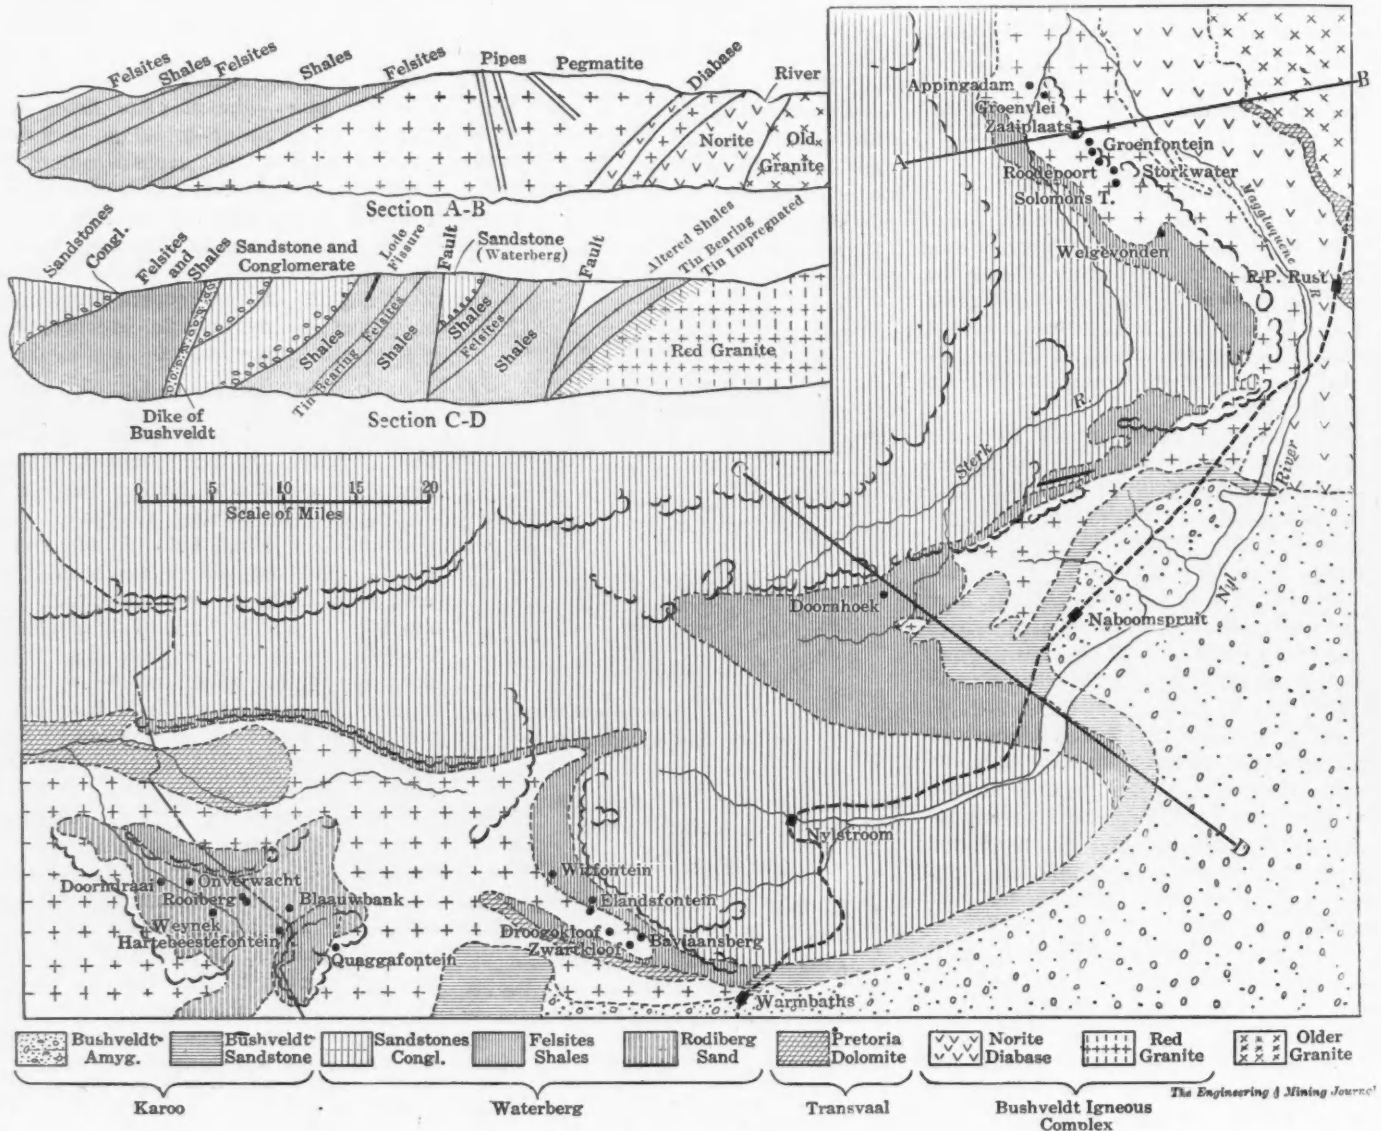 Felsites
Shales
Felsites
Shales
Felsites
Pipes
Pegmatite
Diabase
River
Norite
Old
Granite
Section A-B
Sandstones
Congl.
Felsites
and
Shales
Sandstone and
Conglomerate
Lode
Fissure
Fault
Sandstone
(Waterberg)
Fault
Altered Shales
Tin Bearing
Tin Impregnated
Shales
Tin Bearing Felsites
Shales
Shales
Felsites
Shales
Red Granite
Dike of
Bushveldt
Section C-D
0 5 10 15 20
Scale of Miles
A
B
Appingadam
Groenvlei
Zaaiplaats
Groenfontein
Roodepoort
Storkwater
Solomons T.
Magglaquene R
Welgevonden
R.P. Rust
Sterk R.
River
Nyl
C
Doornhoek
Naboomspruit
D
Nylstroom
Witfontein
Elandsfontein
Droogokloof
Zwartkloof
Baviaansberg
Warmbaths
Doorndraai
Onverwacht
Rooiberg
Blaauwbank
Weynek
Hartebeestefontein
Quaggafontein
Bushveldt
Amyg.
Bushveldt
Sandstone
Sandstones
Congl.
Felsites
Shales
Rodiberg
Sand
Pretoria
Dolomite
Norite
Diabase
Red
Granite
Older
Granite
Karoo
Waterberg
Transvaal
Bushveldt Igneous
Complex
The Engineering & Mining Journal